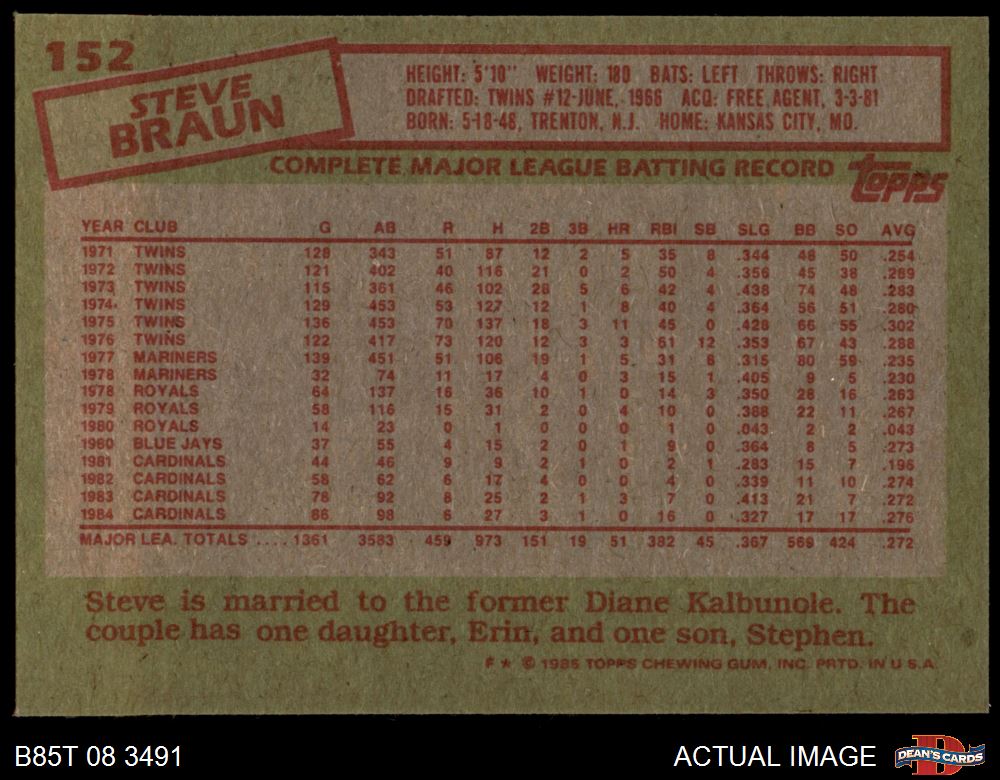 152
STEVE
BRAUN
HEIGHT: 5'10" WEIGHT: 180 BATS: LEFT THROWS: RIGHT
DRAFTED: TWINS #12-JUNE, 1966 ACQ: FREE AGENT, 3-3-81
BORN: 5-18-48, TRENTON, N.J. HOME: KANSAS CITY, MO.
COMPLETE MAJOR LEAGUE BATTING RECORD
topps
YEAR CLUB G AB R H 2B 3B HR RBI SB SLG BB SO AVG
1971 TWINS 128 343 51 87 12 2 5 35 8 .344 48 50 .254
1972 TWINS 121 402 40 116 21 0 2 50 4 .356 45 38 .289
1973 TWINS 115 361 46 102 28 5 6 42 4 .438 74 48 .283
1974 TWINS 129 453 53 127 12 1 8 40 4 .364 56 51 .280
1975 TWINS 136 453 70 137 18 3 11 45 0 .428 66 55 .302
1976 TWINS 122 417 73 120 12 3 3 61 12 .353 67 43 .288
1977 MARINERS 139 451 51 106 19 1 5 31 8 .315 80 59 .235
1978 MARINERS 32 74 11 17 4 0 3 15 1 .405 9 5 .230
1978 ROYALS 64 137 16 36 10 1 0 14 3 .350 28 16 .263
1979 ROYALS 58 116 15 31 2 0 4 10 0 .388 22 11 .267
1980 ROYALS 14 23 0 1 0 0 0 1 0 .043 2 2 .043
1980 BLUE JAYS 37 55 4 15 2 0 1 9 0 .364 8 5 .273
1981 CARDINALS 44 46 9 9 2 1 0 2 1 .283 15 7 .196
1982 CARDINALS 58 62 6 17 4 0 0 4 0 .339 11 10 .274
1983 CARDINALS 78 92 8 25 2 1 3 7 0 .413 21 7 .272
1984 CARDINALS 86 98 6 27 3 1 0 16 0 .327 17 17 .276
MAJOR LEA. TOTALS .... 1361 3583 459 973 151 19 51 382 45 .367 569 424 .272
Steve is married to the former Diane Kalbunole. The
couple has one daughter, Erin, and one son, Stephen.
F ★ © 1985 TOPPS CHEWING GUM, INC. PRTD. IN U.S.A.
B85T 08 3491
ACTUAL IMAGE
DEAN'S CARDS